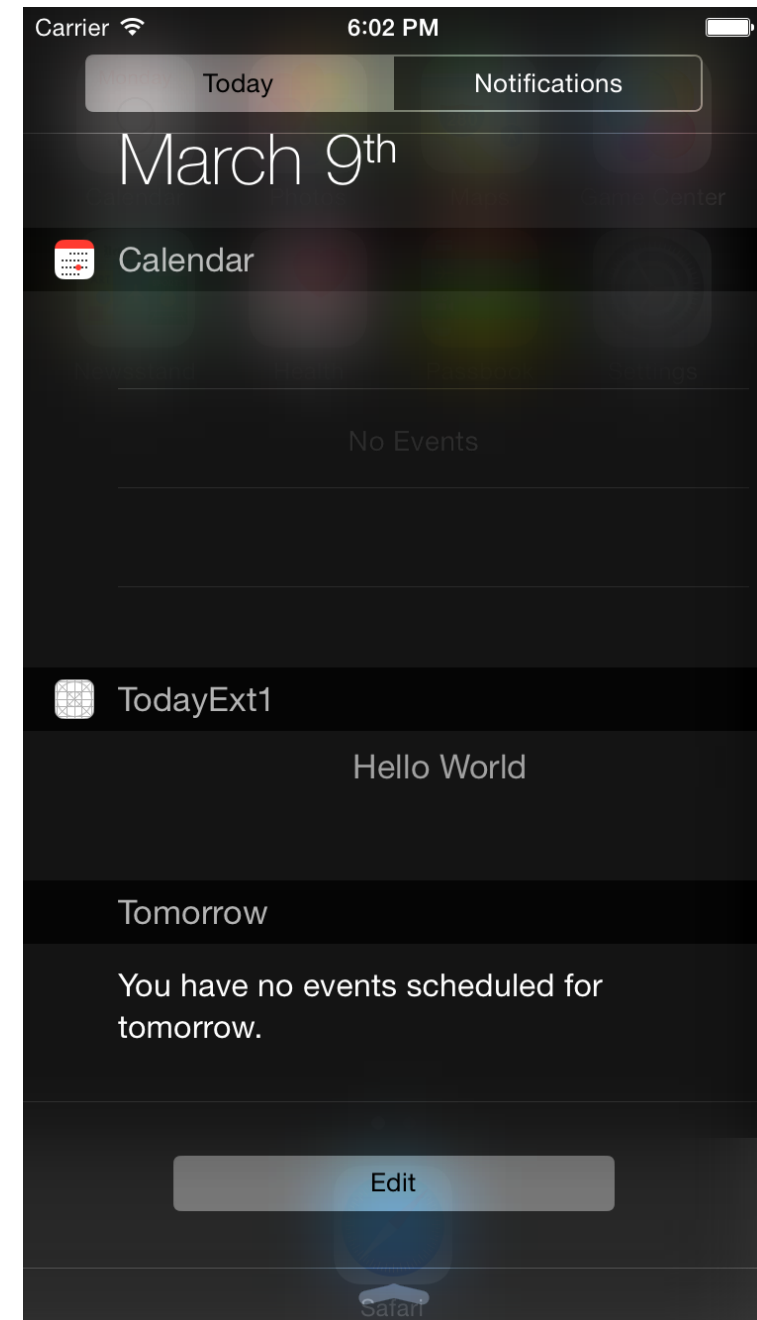 Carrier 6:02 PM
Today Notifications
March 9th
Calendar
No Events
TodayExt1
Hello World
Tomorrow
You have no events scheduled for
tomorrow.
Edit
Safari